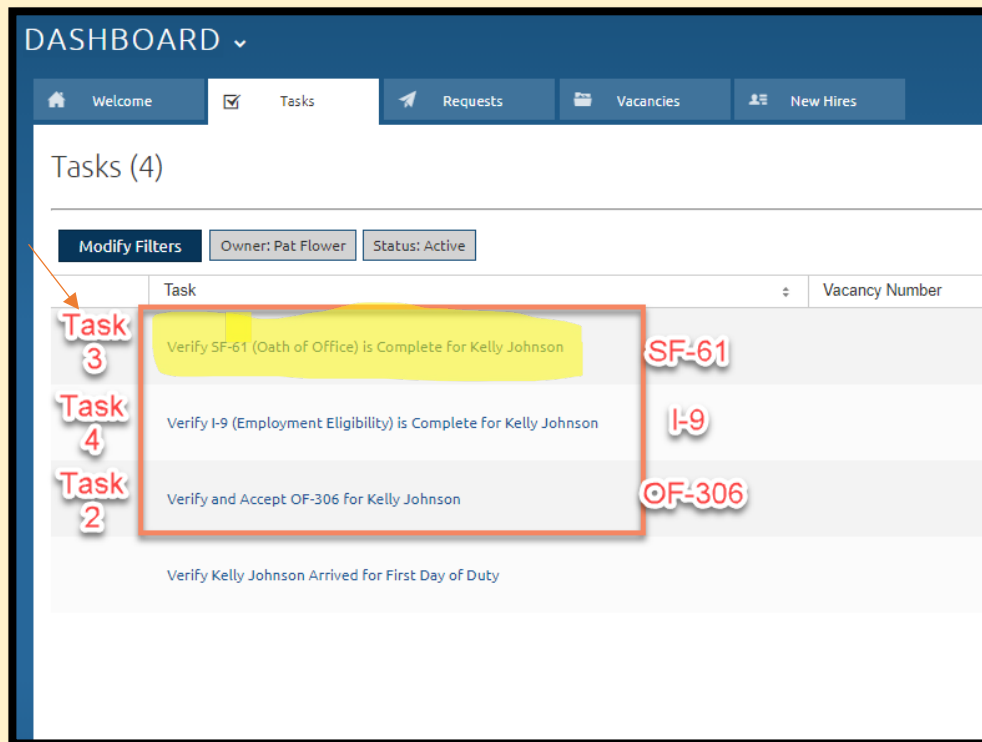 DASHBOARD
Welcome Tasks Requests Vacancies New Hires
Tasks (4)
Modify Filters Owner: Pat Flower Status: Active
Task Vacancy Number
Task 3 Verify SF-61 (Oath of Office) is Complete for Kelly Johnson SF-61
Task 4 Verify I-9 (Employment Eligibility) is Complete for Kelly Johnson I-9
Task 2 Verify and Accept OF-306 for Kelly Johnson OF-306
Verify Kelly Johnson Arrived for First Day of Duty